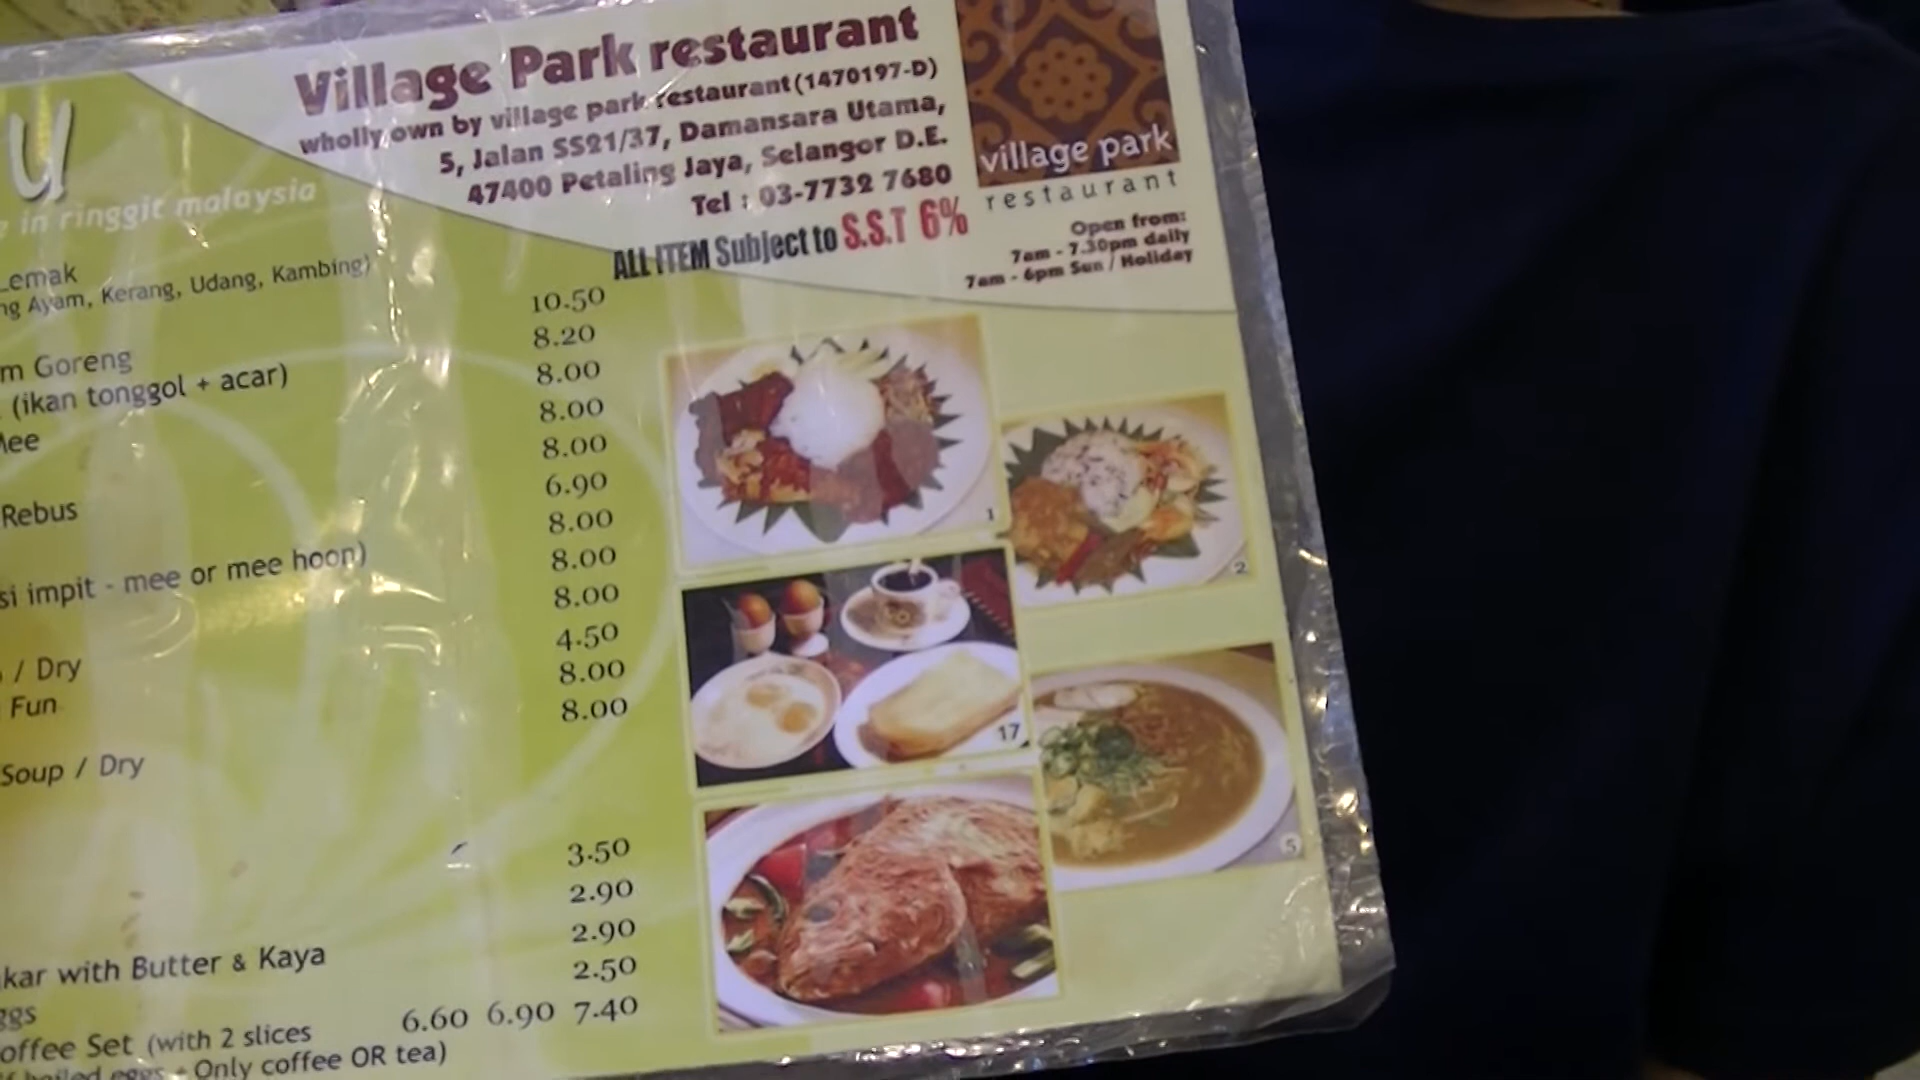 Village Park restaurant
wholly own by village park restaurant (1470197-D)
5, Jalan SS21/37, Damansara Utama,
47400 Petaling Jaya, Selangor D.E.
Tel : 03-7732 7680
ALL ITEM Subject to S.S.T 6%
village park
restaurant
Open from:
7am - 7.30pm daily
7am - 6pm Sun / Holiday
U
in ringgit malaysia
Lemak
Ayam, Kerang, Udang, Kambing)
10.50
8.20
m Goreng
8.00
(ikan tonggol + acar)
8.00
Mee
8.00
6.90
Rebus
8.00
8.00
si impit - mee or mee hoon)
8.00
4.50
/ Dry
8.00
Fun
8.00
Soup / Dry
3.50
2.90
2.90
kar with Butter & Kaya
2.50
ggs
6.60 6.90 7.40
offee Set (with 2 slices
boiled eggs - Only coffee OR tea)
1
2
17
5